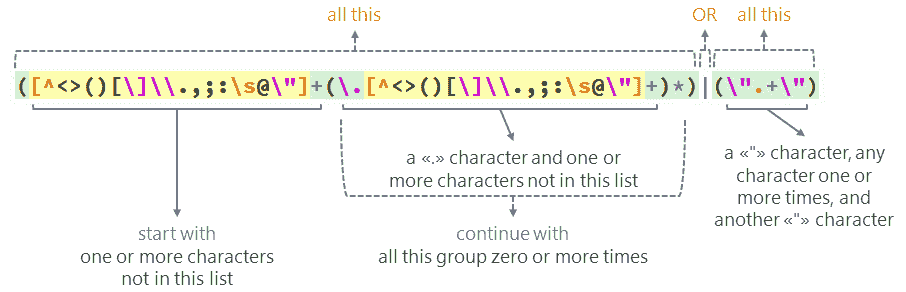 all this OR all this
([^<>()[\]\\.,;:\s@\"]+(\.[^<>()[\]\\.,;:\s@\"]+)*)|(\".+\")
a «.» character and one or
more characters not in this list
a «"» character, any
character one or
more times, and
another «"» character
start with
one or more characters
not in this list
continue with
all this group zero or more times